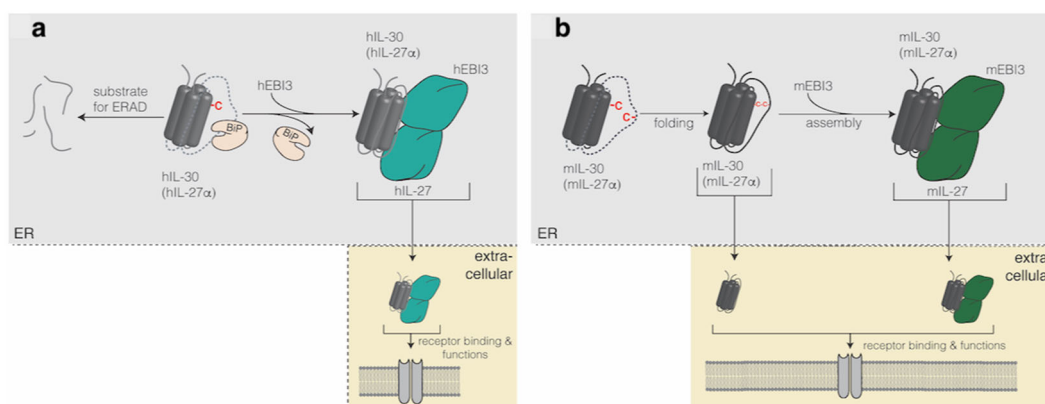 a
hIL-30
(hIL-27α)
hEBI3
substrate
for ERAD
-C
hEBI3
BiP
BiP
hIL-30
(hIL-27α)
hIL-27
ER
extra-
cellular
receptor binding &
functions
b
mIL-30
(mIL-27α)
mEBI3
-C
C-
folding
C-C
mEBI3
assembly
mIL-30
(mIL-27α)
mIL-30
(mIL-27α)
mIL-27
ER
extra
cellula
receptor binding & functions